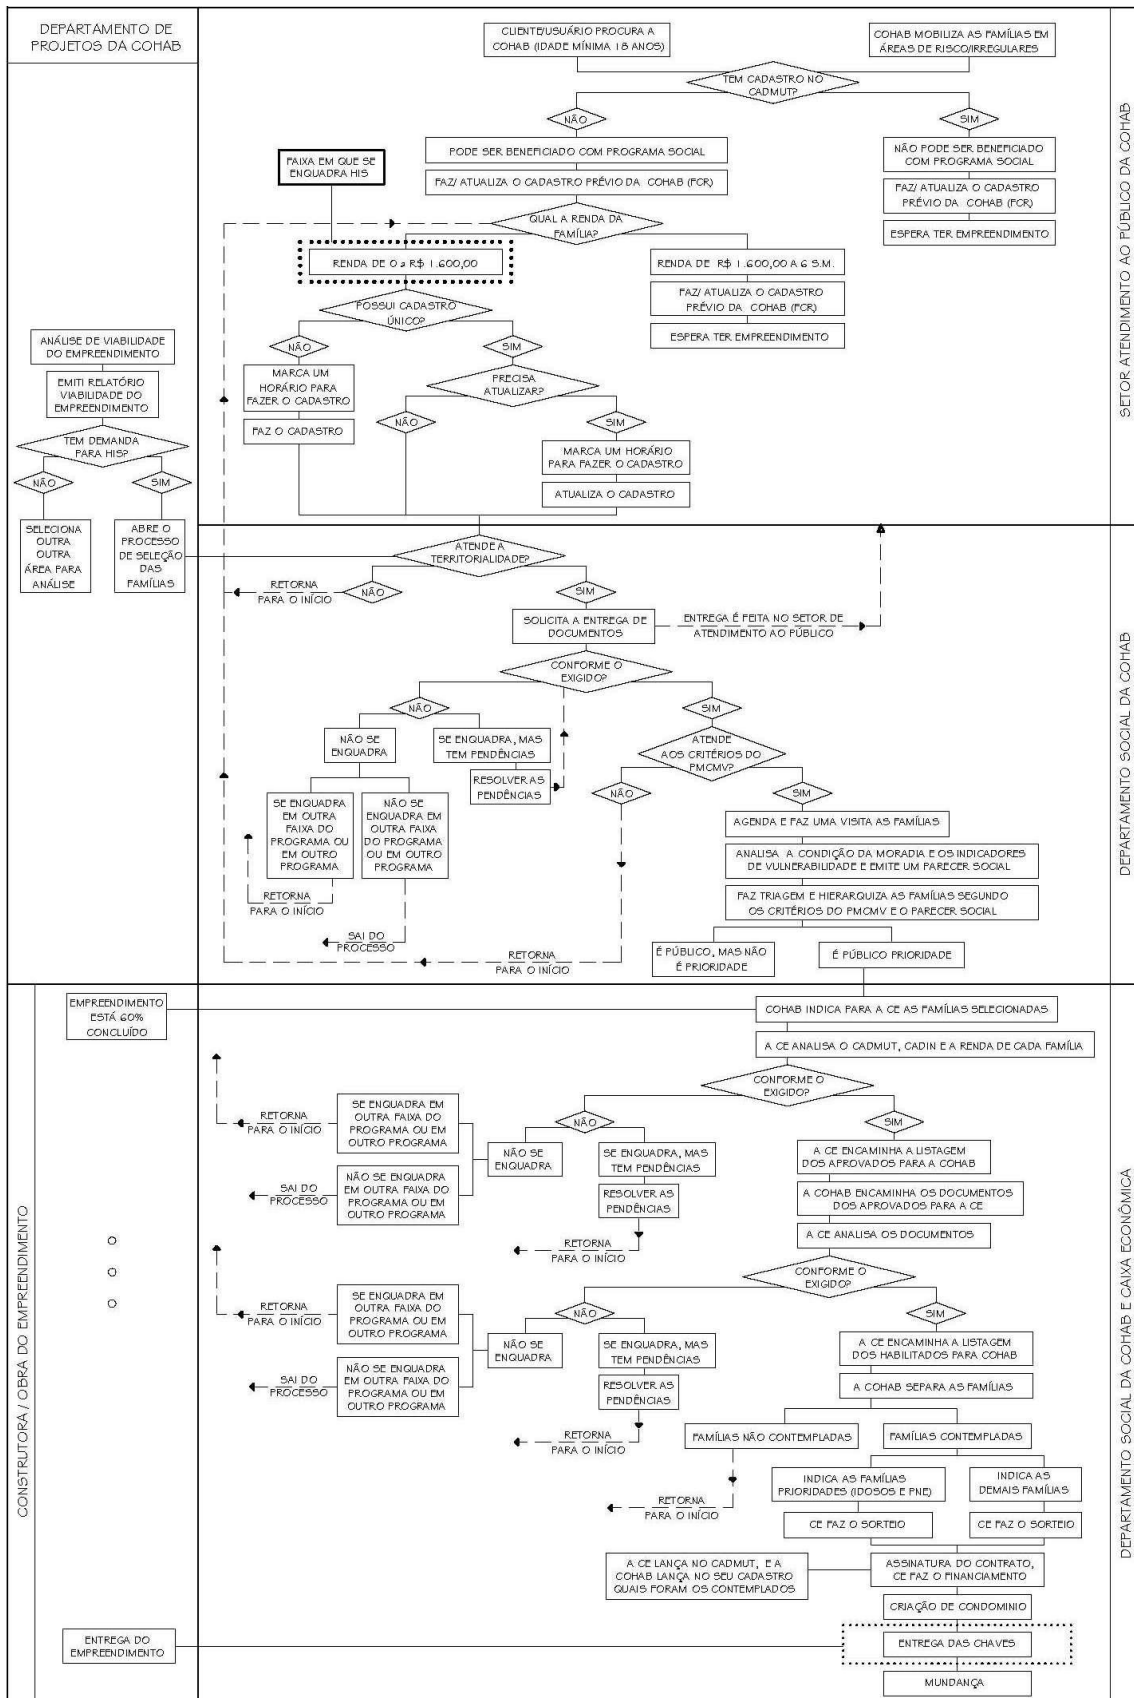 DEPARTAMENTO DE
PROJETOS DA COHAB
CLIENTE/USUÁRIO PROCURA A
COHAB (IDADE MÍNIMA 18 ANOS)
COHAB MOBILIZA AS FAMÍLIAS EM
ÁREAS DE RISCO/IRREGULARES
TEM CADASTRO NO
CADMUT?
NÃO
SIM
PODE SER BENEFICIADO COM PROGRAMA SOCIAL
FAZ/ ATUALIZA O CADASTRO PRÉVIO DA COHAB (FCR)
NÃO PODE SER BENEFICIADO
COM PROGRAMA SOCIAL
FAZ/ ATUALIZA O CADASTRO
PRÉVIO DA COHAB (FCR)
ESPERA TER EMPREENDIMENTO
FAIXA EM QUE SE
ENQUADRA HIS
QUAL A RENDA DA
FAMÍLIA?
RENDA DE 0 a R$ 1.600,00
RENDA DE R$ 1.600,00 A 6 S.M.
FAZ/ ATUALIZA O CADASTRO
PRÉVIO DA COHAB (FCR)
ESPERA TER EMPREENDIMENTO
POSSUI CADASTRO
ÚNICO?
NÃO
SIM
MARCA UM
HORÁRIO PARA
FAZER O CADASTRO
FAZ O CADASTRO
PRECISA
ATUALIZAR?
NÃO
SIM
MARCA UM HORÁRIO
PARA FAZER O CADASTRO
ATUALIZA O CADASTRO
SETOR ATENDIMENTO AO PÚBLICO DA COHAB
ANÁLISE DE VIABILIDADE
DO EMPREENDIMENTO
EMITI RELATÓRIO
VIABILIDADE DO
EMPREENDIMENTO
TEM DEMANDA
PARA HIS?
NÃO
SIM
SELECIONA
OUTRA
OUTRA
ÁREA PARA
ANÁLISE
ABRE O
PROCESSO
DE SELEÇÃO
DAS
FAMÍLIAS
ATENDE A
TERRITORIALIDADE?
RETORNA
PARA O INÍCIO
NÃO
SIM
SOLICITA A ENTREGA DE
DOCUMENTOS
ENTREGA É FEITA NO SETOR DE
ATENDIMENTO AO PÚBLICO
CONFORME O
EXIGIDO?
NÃO
SIM
NÃO SE
ENQUADRA
SE ENQUADRA, MAS
TEM PENDÊNCIAS
RESOLVER AS
PENDÊNCIAS
ATENDE
AOS CRITÉRIOS DO
PMCMV?
NÃO
SIM
SE ENQUADRA
EM OUTRA
FAIXA DO
PROGRAMA OU
EM OUTRO
PROGRAMA
NÃO SE
ENQUADRA EM
OUTRA FAIXA
DO PROGRAMA
OU EM OUTRO
PROGRAMA
RETORNA
PARA O INÍCIO
SAI DO
PROCESSO
RETORNA
PARA O INÍCIO
AGENDA E FAZ UMA VISITA AS FAMÍLIAS
ANALISA A CONDIÇÃO DA MORADIA E OS INDICADORES
DE VULNERABILIDADE E EMITE UM PARECER SOCIAL
FAZ TRIAGEM E HIERARQUIZA AS FAMÍLIAS SEGUNDO
OS CRITÉRIOS DO PMCMV E O PARECER SOCIAL
É PÚBLICO, MAS NÃO
É PRIORIDADE
É PÚBLICO PRIORIDADE
DEPARTAMENTO SOCIAL DA COHAB
EMPREENDIMENTO
ESTÁ 60%
CONCLUÍDO
COHAB INDICA PARA A CE AS FAMÍLIAS SELECIONADAS
A CE ANALISA O CADMUT, CADIN E A RENDA DE CADA FAMÍLIA
CONFORME O
EXIGIDO?
NÃO
SIM
SE ENQUADRA EM
OUTRA FAIXA DO
PROGRAMA OU EM
OUTRO PROGRAMA
RETORNA
PARA O INÍCIO
NÃO SE
ENQUADRA
SE ENQUADRA, MAS
TEM PENDÊNCIAS
NÃO SE ENQUADRA
EM OUTRA FAIXA DO
PROGRAMA OU EM
OUTRO PROGRAMA
SAI DO
PROCESSO
RESOLVER AS
PENDÊNCIAS
RETORNA
PARA O INÍCIO
A CE ENCAMINHA A LISTAGEM
DOS APROVADOS PARA A COHAB
A COHAB ENCAMINHA OS DOCUMENTOS
DOS APROVADOS PARA A CE
A CE ANALISA OS DOCUMENTOS
CONFORME O
EXIGIDO?
NÃO
SIM
SE ENQUADRA EM
OUTRA FAIXA DO
PROGRAMA OU EM
OUTRO PROGRAMA
RETORNA
PARA O INÍCIO
NÃO SE
ENQUADRA
SE ENQUADRA, MAS
TEM PENDÊNCIAS
NÃO SE ENQUADRA
EM OUTRA FAIXA DO
PROGRAMA OU EM
OUTRO PROGRAMA
SAI DO
PROCESSO
RESOLVER AS
PENDÊNCIAS
RETORNA
PARA O INÍCIO
A CE ENCAMINHA A LISTAGEM
DOS HABILITADOS PARA COHAB
A COHAB SEPARA AS FAMÍLIAS
FAMÍLIAS NÃO CONTEMPLADAS
FAMÍLIAS CONTEMPLADAS
RETORNA
PARA O INÍCIO
INDICA AS FAMÍLIAS
PRIORIDADES (IDOSOS E PNE)
INDICA AS
DEMAIS FAMÍLIAS
CE FAZ O SORTEIO
CE FAZ O SORTEIO
A CE LANÇA NO CADMUT, E A
COHAB LANÇA NO SEU CADASTRO
QUAIS FORAM OS CONTEMPLADOS
ASSINATURA DO CONTRATO,
CE FAZ O FINANCIAMENTO
CRIAÇÃO DE CONDOMINIO
ENTREGA DO
EMPREENDIMENTO
ENTREGA DAS CHAVES
MUNDANÇA
CONSTRUTORA / OBRA DO EMPREENDIMENTO
DEPARTAMENTO SOCIAL DA COHAB E CAIXA ECONÔMICA